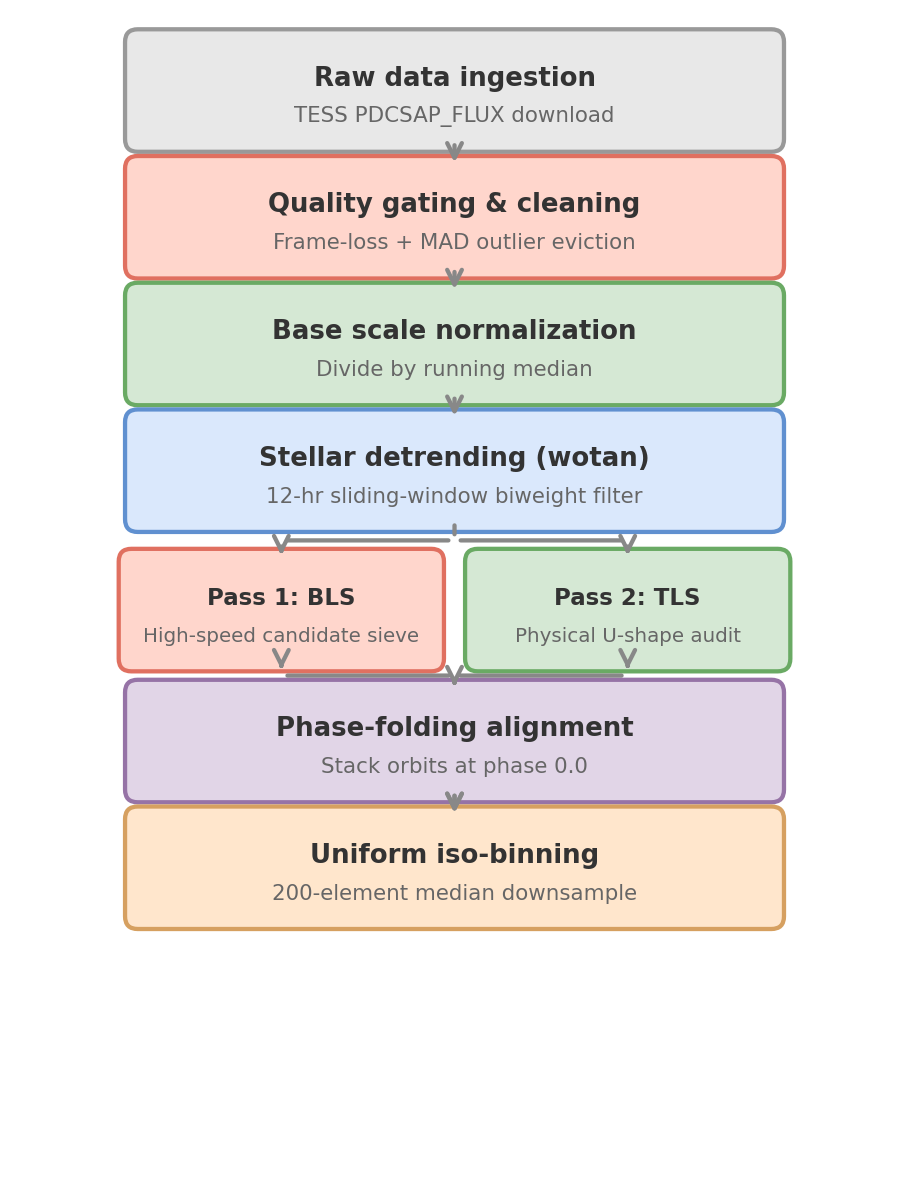 Raw data ingestion
TESS PDCSAP_FLUX download
Quality gating & cleaning
Frame-loss + MAD outlier eviction
Base scale normalization
Divide by running median
Stellar detrending (wotan)
12-hr sliding-window biweight filter
Pass 1: BLS
High-speed candidate sieve
Pass 2: TLS
Physical U-shape audit
Phase-folding alignment
Stack orbits at phase 0.0
Uniform iso-binning
200-element median downsample